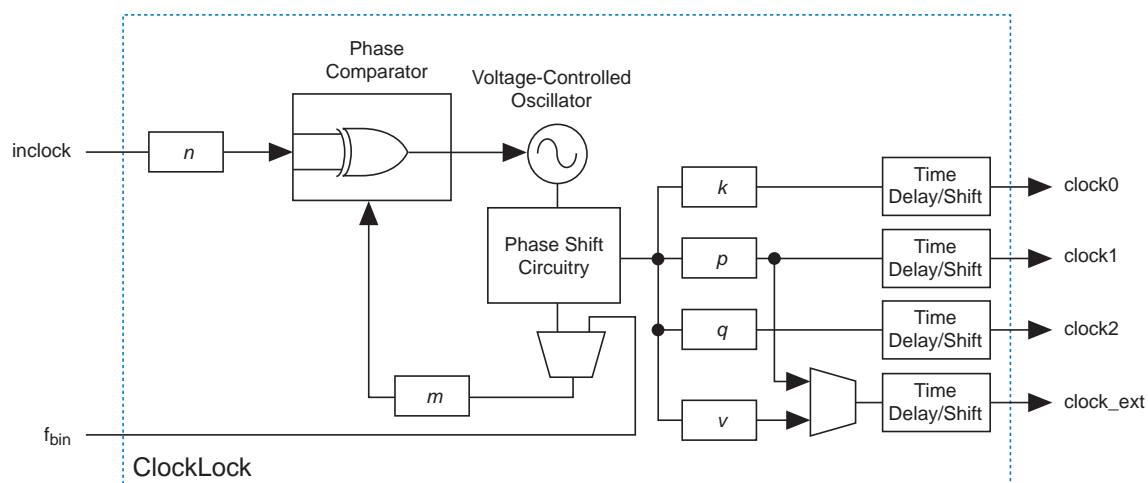 Phase
Comparator
Voltage-Controlled
Oscillator
inclock
n
k
Time
Delay/Shift
clock0
Phase Shift
Circuitry
p
Time
Delay/Shift
clock1
q
Time
Delay/Shift
clock2
m
v
Time
Delay/Shift
clock_ext
fbin
ClockLock